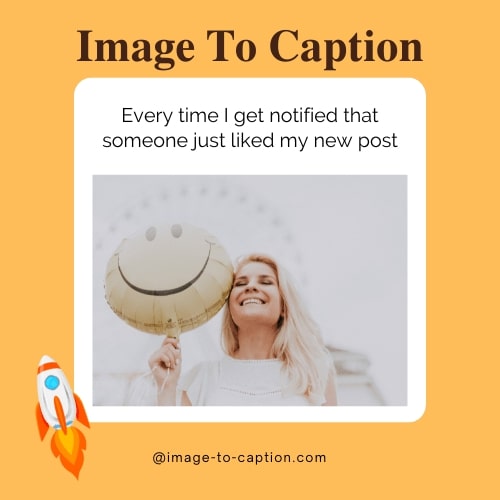 Image To Caption
Every time I get notified that
someone just liked my new post
@image-to-caption.com